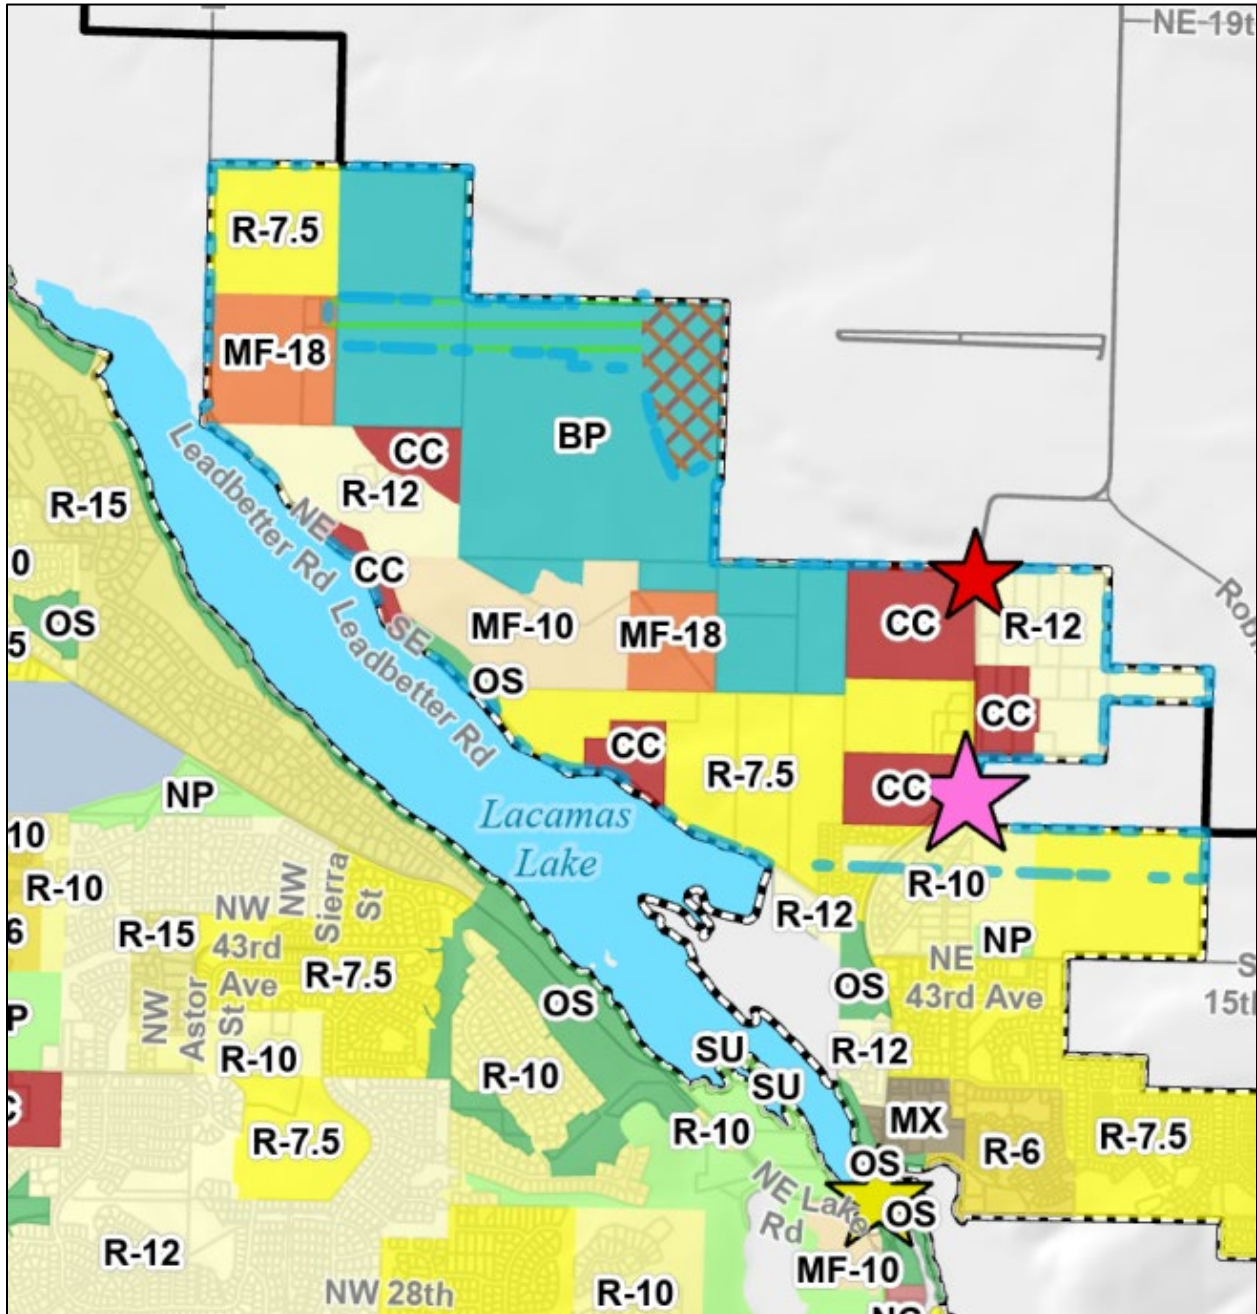 NE 19t
R-7.5
MF-18
CC
BP
R-12
R-15
Leadbetter Rd
NE
CC
0
OS
5
MF-10
MF-18
CC
R-12
Leadbetter Rd
SE
OS
CC
CC
R-7.5
CC
NP
Lacamas
Lake
10
R-10
6
R-15
NW
43rd
Ave
NW
Sierra
St
R-7.5
NW
Astor
St
R-10
R-12
R-10
NP
NE
43rd Ave
OS
S
15t
P
OS
R-12
SU
SU
R-10
R-10
MX
R-6
R-7.5
C
R-7.5
OS
OS
NE Lake
Rd
MF-10
R-12
NW 28th
R-10